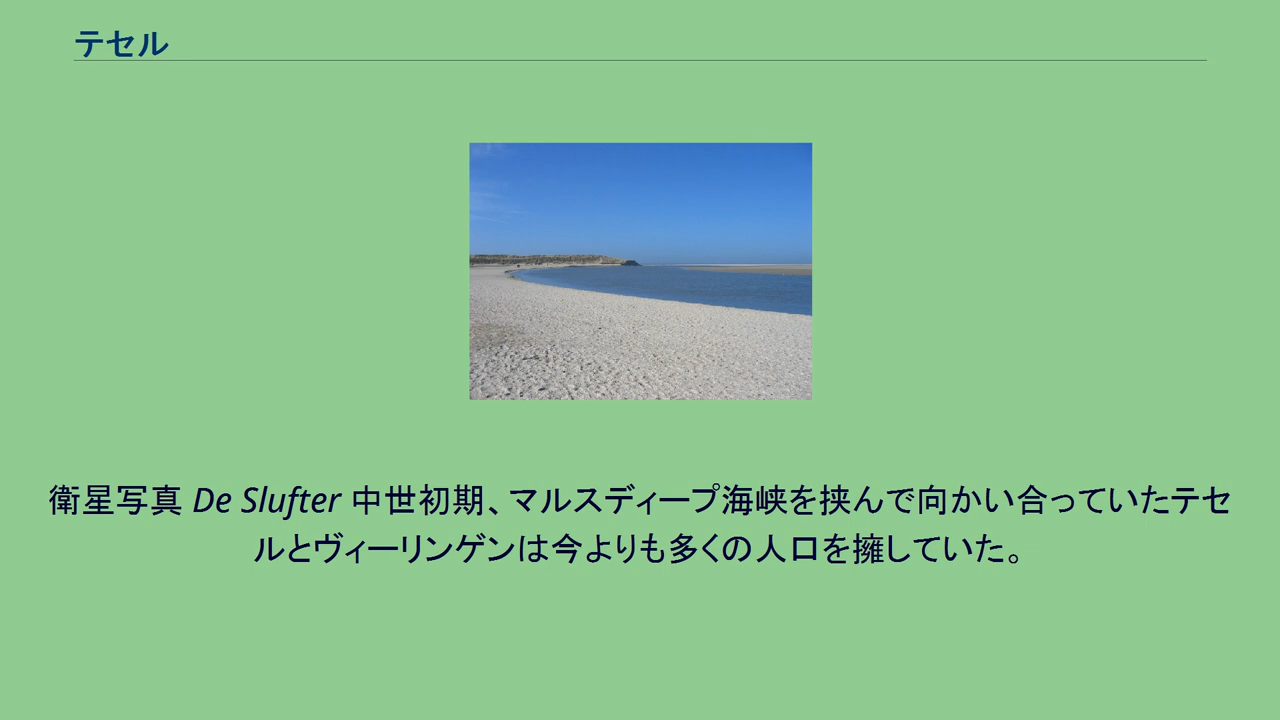 テセル
衛星写真 De Slufter 中世初期、マルスディープ海峡を挟んで向かい合っていたテセ
ルとヴィーリンゲンは今よりも多くの人口を擁していた。